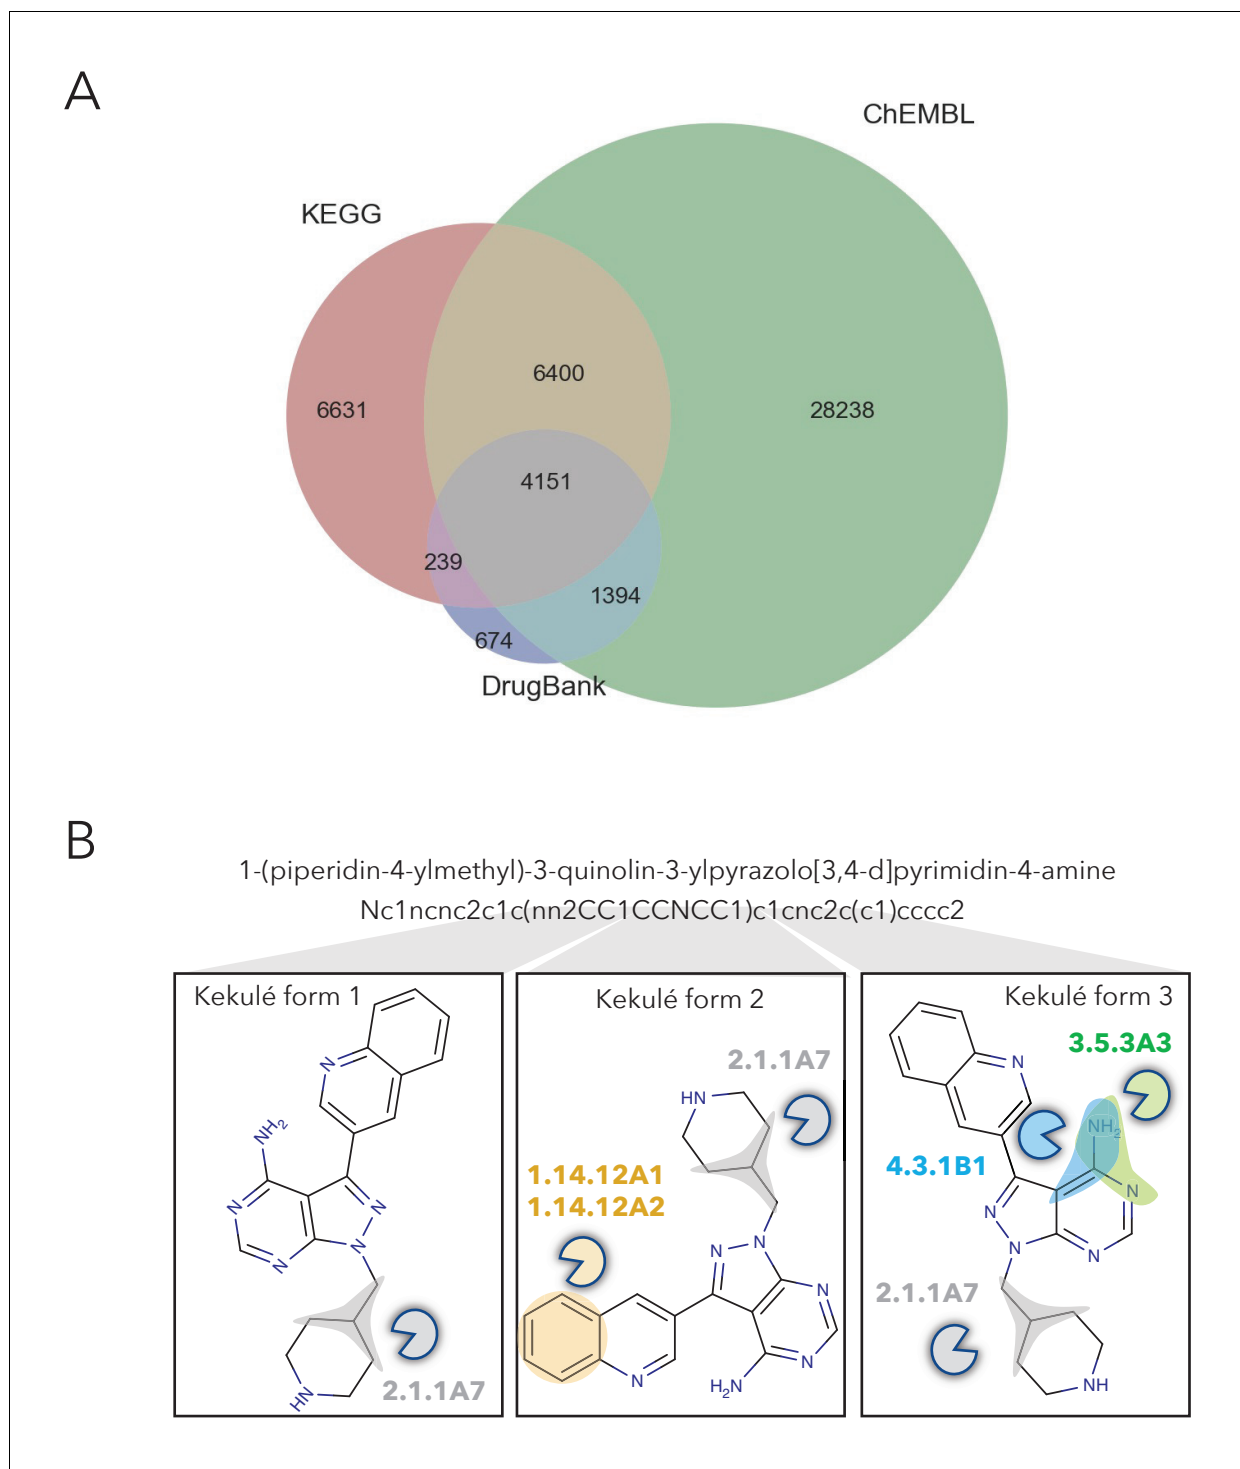 A
ChEMBL
KEGG
6400
6631
28238
4151
239
1394
674
DrugBank
B
1-(piperidin-4-ylmethyl)-3-quinolin-3-ylpyrazolo[3,4-d]pyrimidin-4-amine
Nc1ncnc2c1c(nn2CC1CCNCC1)c1cnc2c(c1)cccc2
Kekulé form 1
N
NH2
N
N
N
N
N
HN
2.1.1A7
Kekulé form 2
2.1.1A7
HN
1.14.12A1
1.14.12A2
N
N
N
N
N
H2N
Kekulé form 3
3.5.3A3
N
NH2
4.3.1B1
N
N
N
N
2.1.1A7
NH